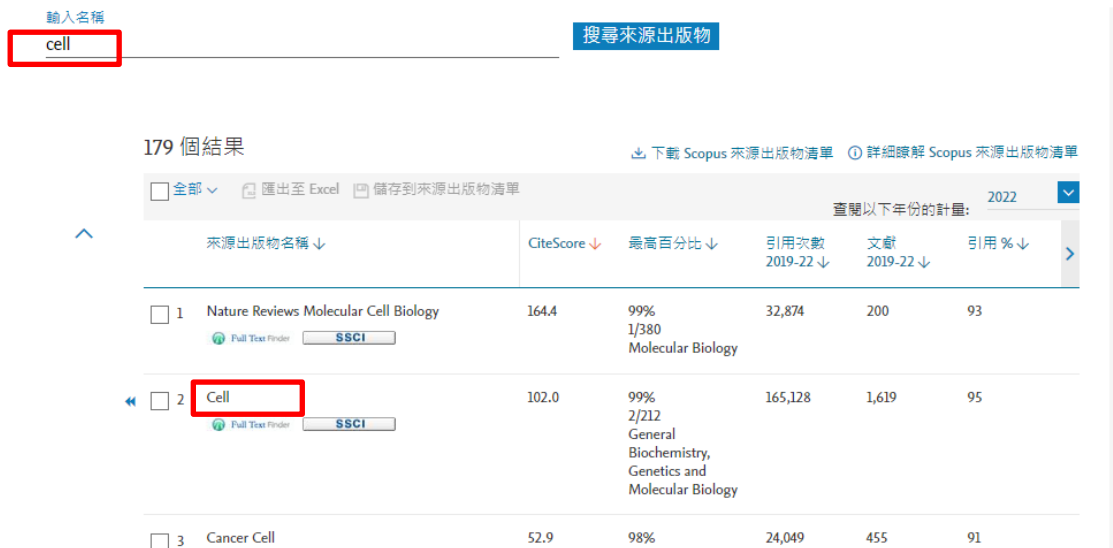 輸入名稱
cell
搜尋來源出版物
179 個結果
下載 Scopus 來源出版物清單 詳細瞭解 Scopus 來源出版物清單
全部 匯出至 Excel 儲存到來源出版物清單
查閱以下年份的計量: 2022
來源出版物名稱 CiteScore 最高百分比 引用次數 文獻 引用 %
2019-22 2019-22
1 Nature Reviews Molecular Cell Biology 164.4 99% 32,874 200 93
1/380
Full Text Finder SSCI
Molecular Biology
2 Cell 102.0 99% 165,128 1,619 95
2/212
Full Text Finder SSCI
General
Biochemistry,
Genetics and
Molecular Biology
3 Cancer Cell 52.9 98% 24,049 455 91